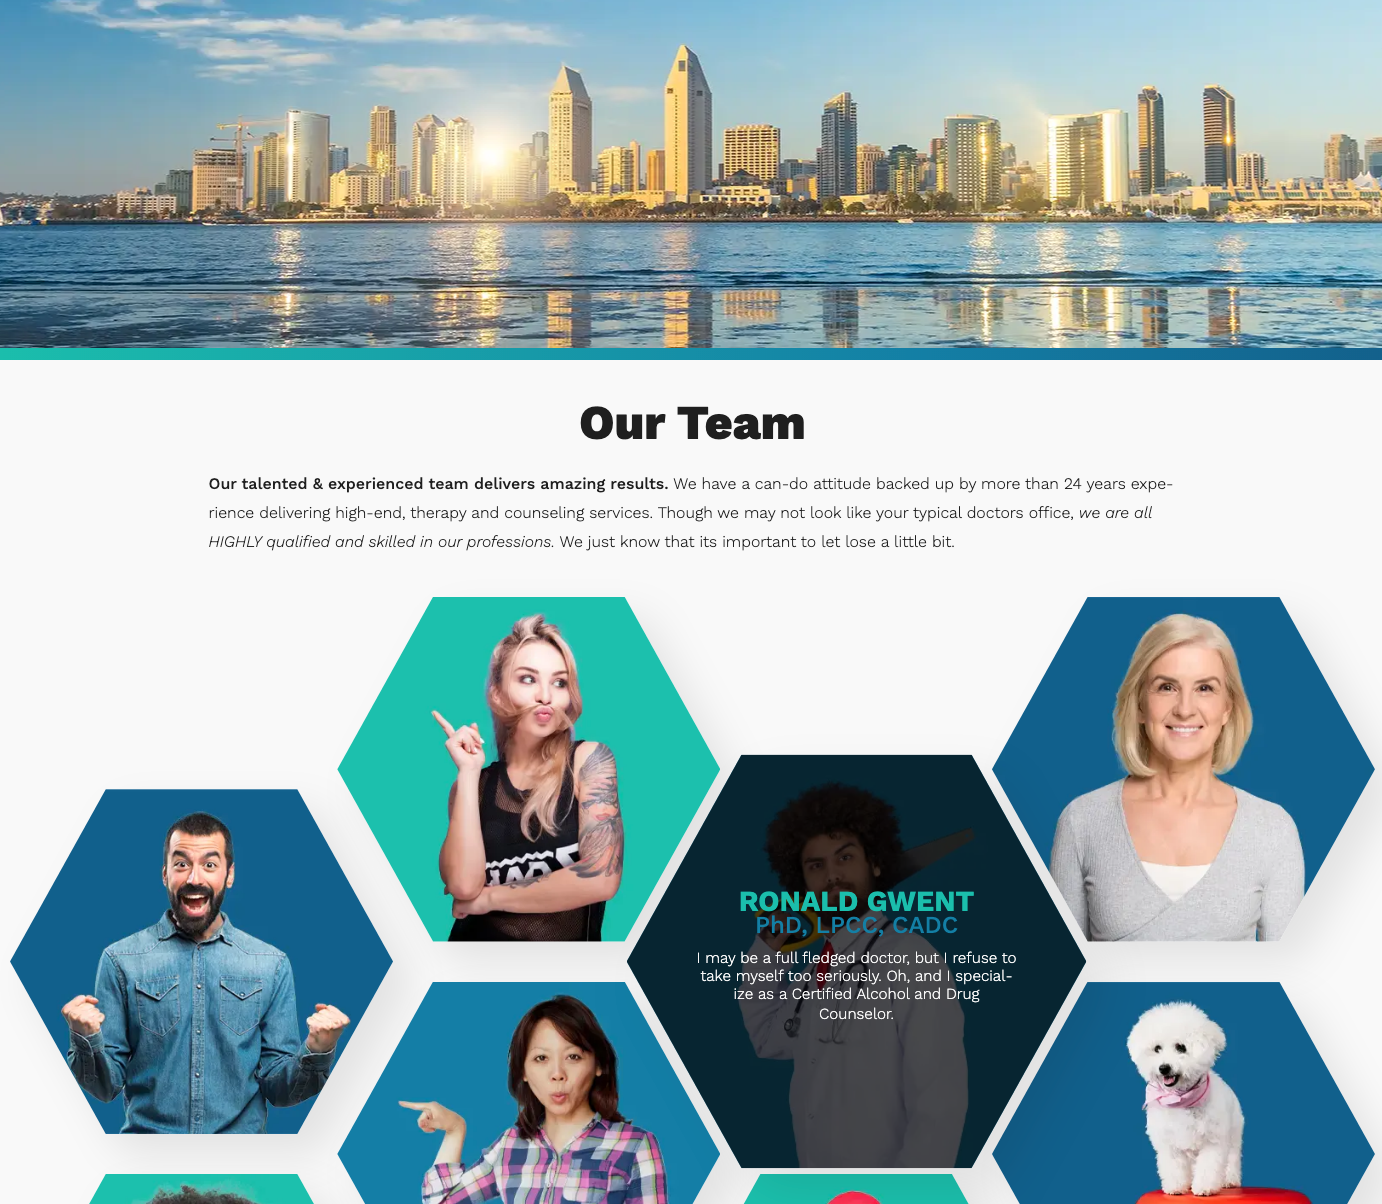 Our Team
Our talented & experienced team delivers amazing results. We have a can-do attitude backed up by more than 24 years expe-
rience delivering high-end, therapy and counseling services. Though we may not look like your typical doctors office, we are all
HIGHLY qualified and skilled in our professions. We just know that its important to let lose a little bit.
RONALD GWENT
PhD, LPCC, CADC
I may be a full fledged doctor, but I refuse to
take myself too seriously. Oh, and I special-
ize as a Certified Alcohol and Drug
Counselor.